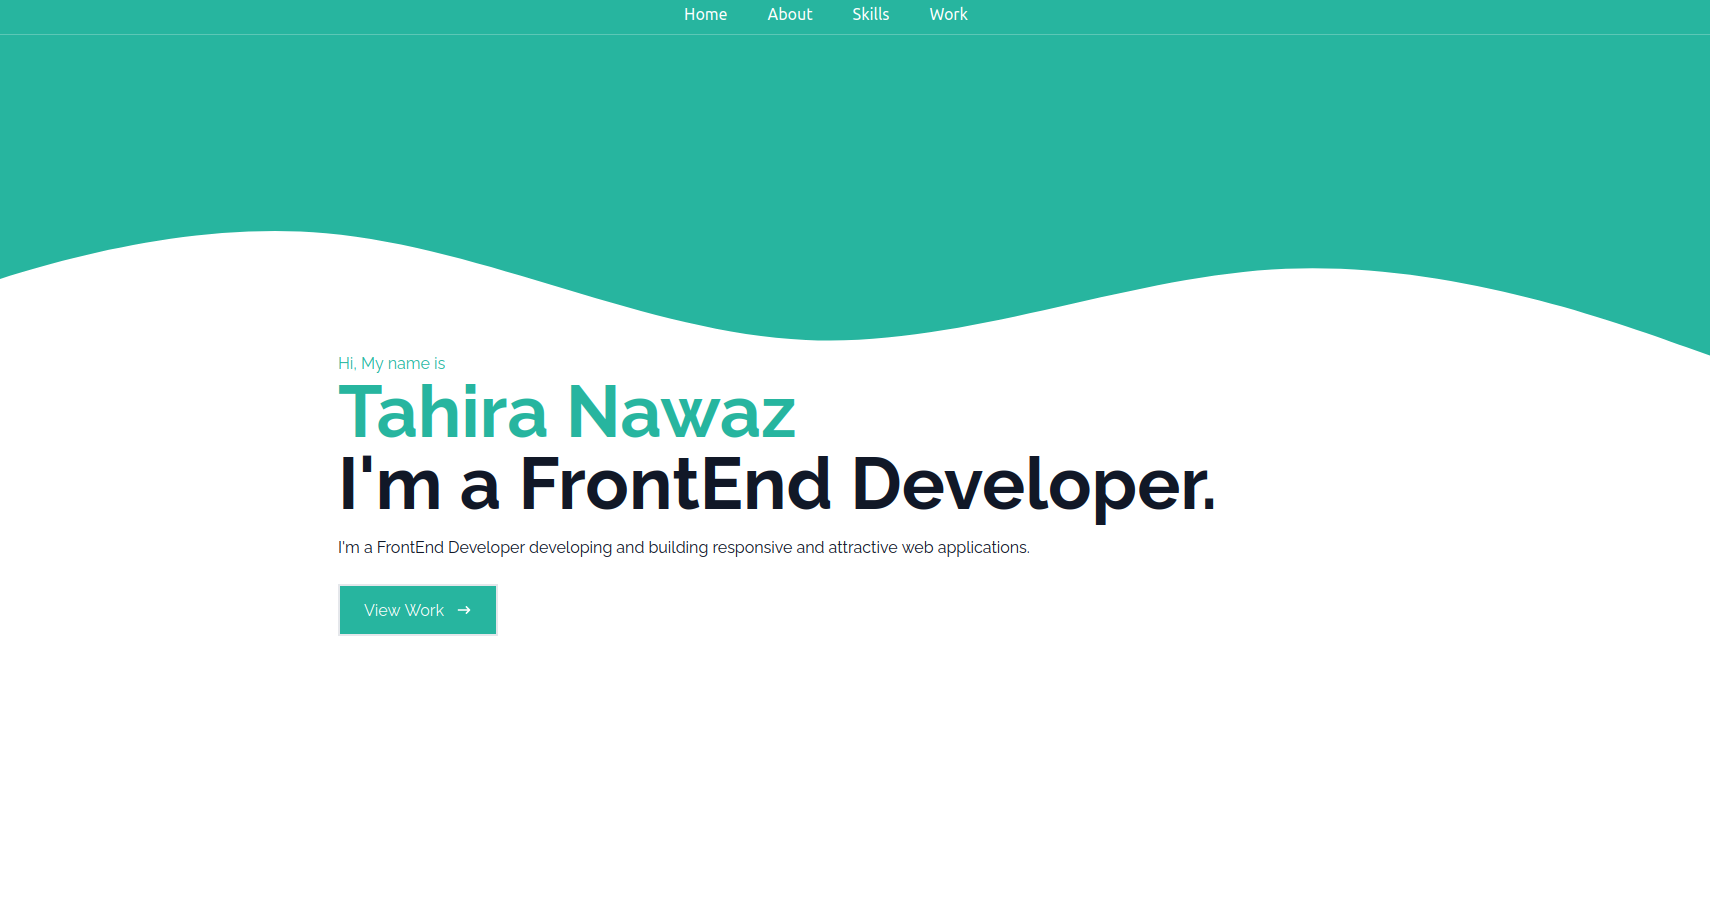 Home About Skills Work
Hi, My name is
Tahira Nawaz
I'm a FrontEnd Developer.
I'm a FrontEnd Developer developing and building responsive and attractive web applications.
View Work →